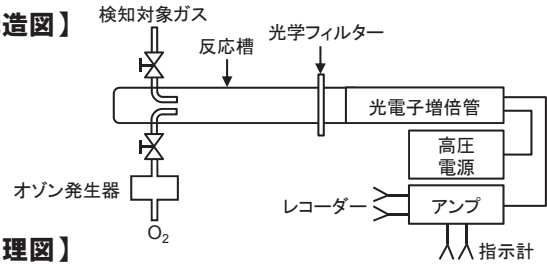 造図】
検知対象ガス
反応槽
光学フィルター
光電子増倍管
高圧
電源
オゾン発生器
レコーダー
アンプ
O2
指示計
理図】